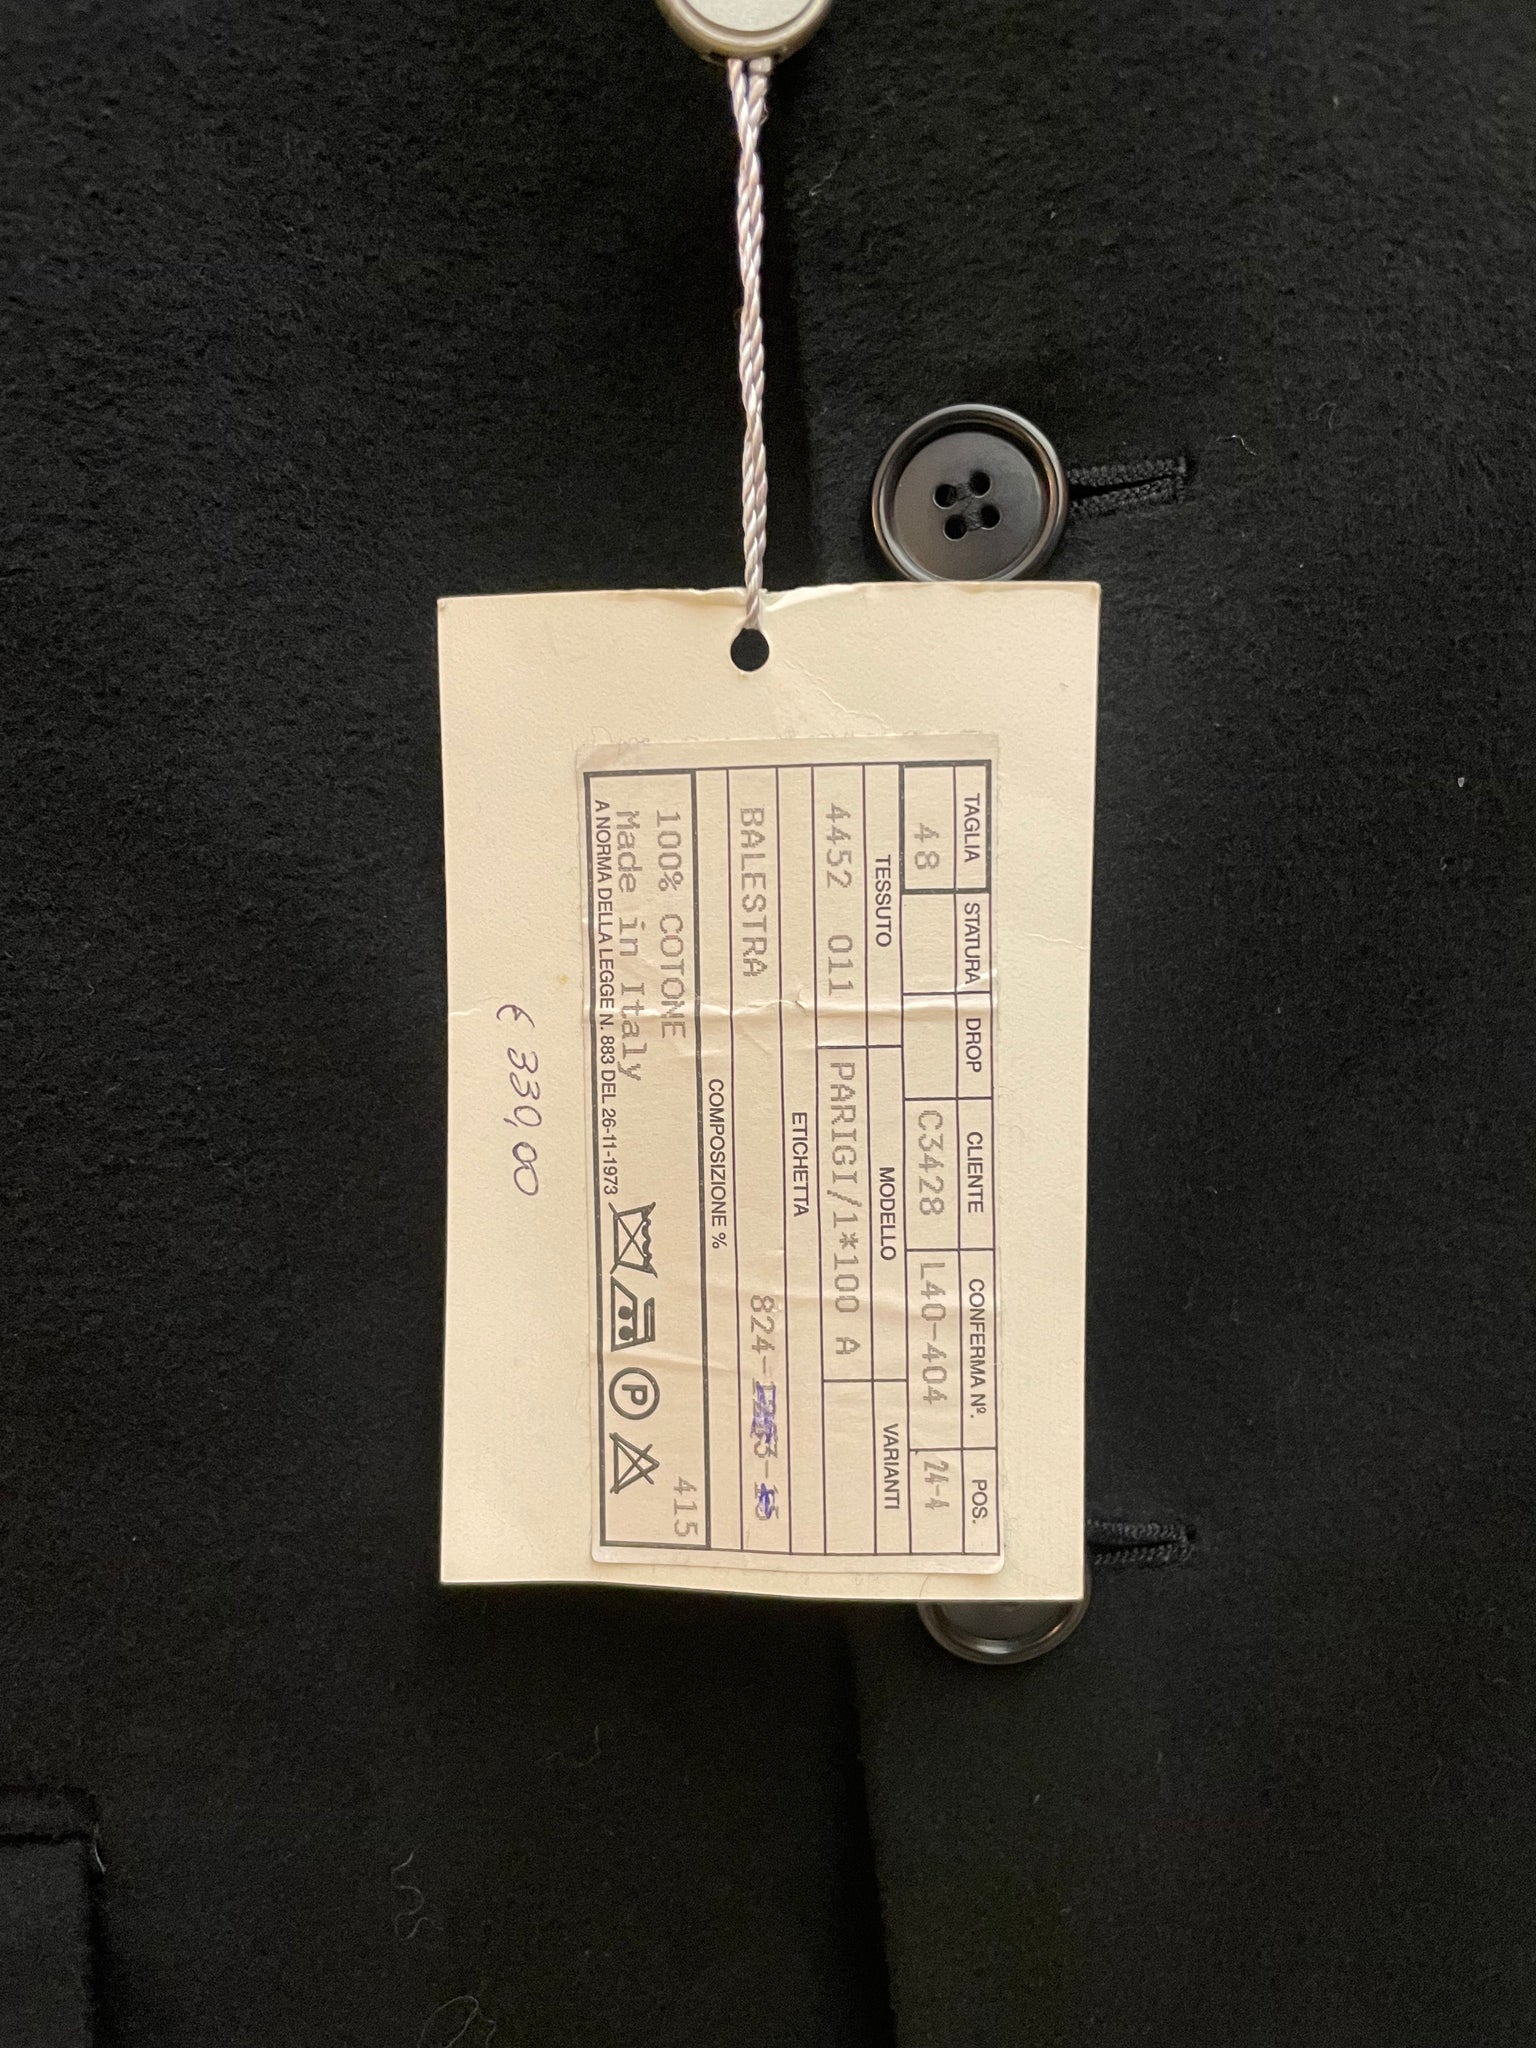 TAGLIA STATURA DROP CLIENTE CONFERMA Nº. POS.
48 C3428 L40-404 24-4
TESSUTO MODELLO VARIANTI
4452 011 PARIGI/1*100 A
ETICHETTA
BALESTRA 824-
COMPOSIZIONE %
100% COTONE 415
Made in Italy
A NORMA DELLA LEGGE N. 883 DEL 26-11-1973
P
€ 330,00